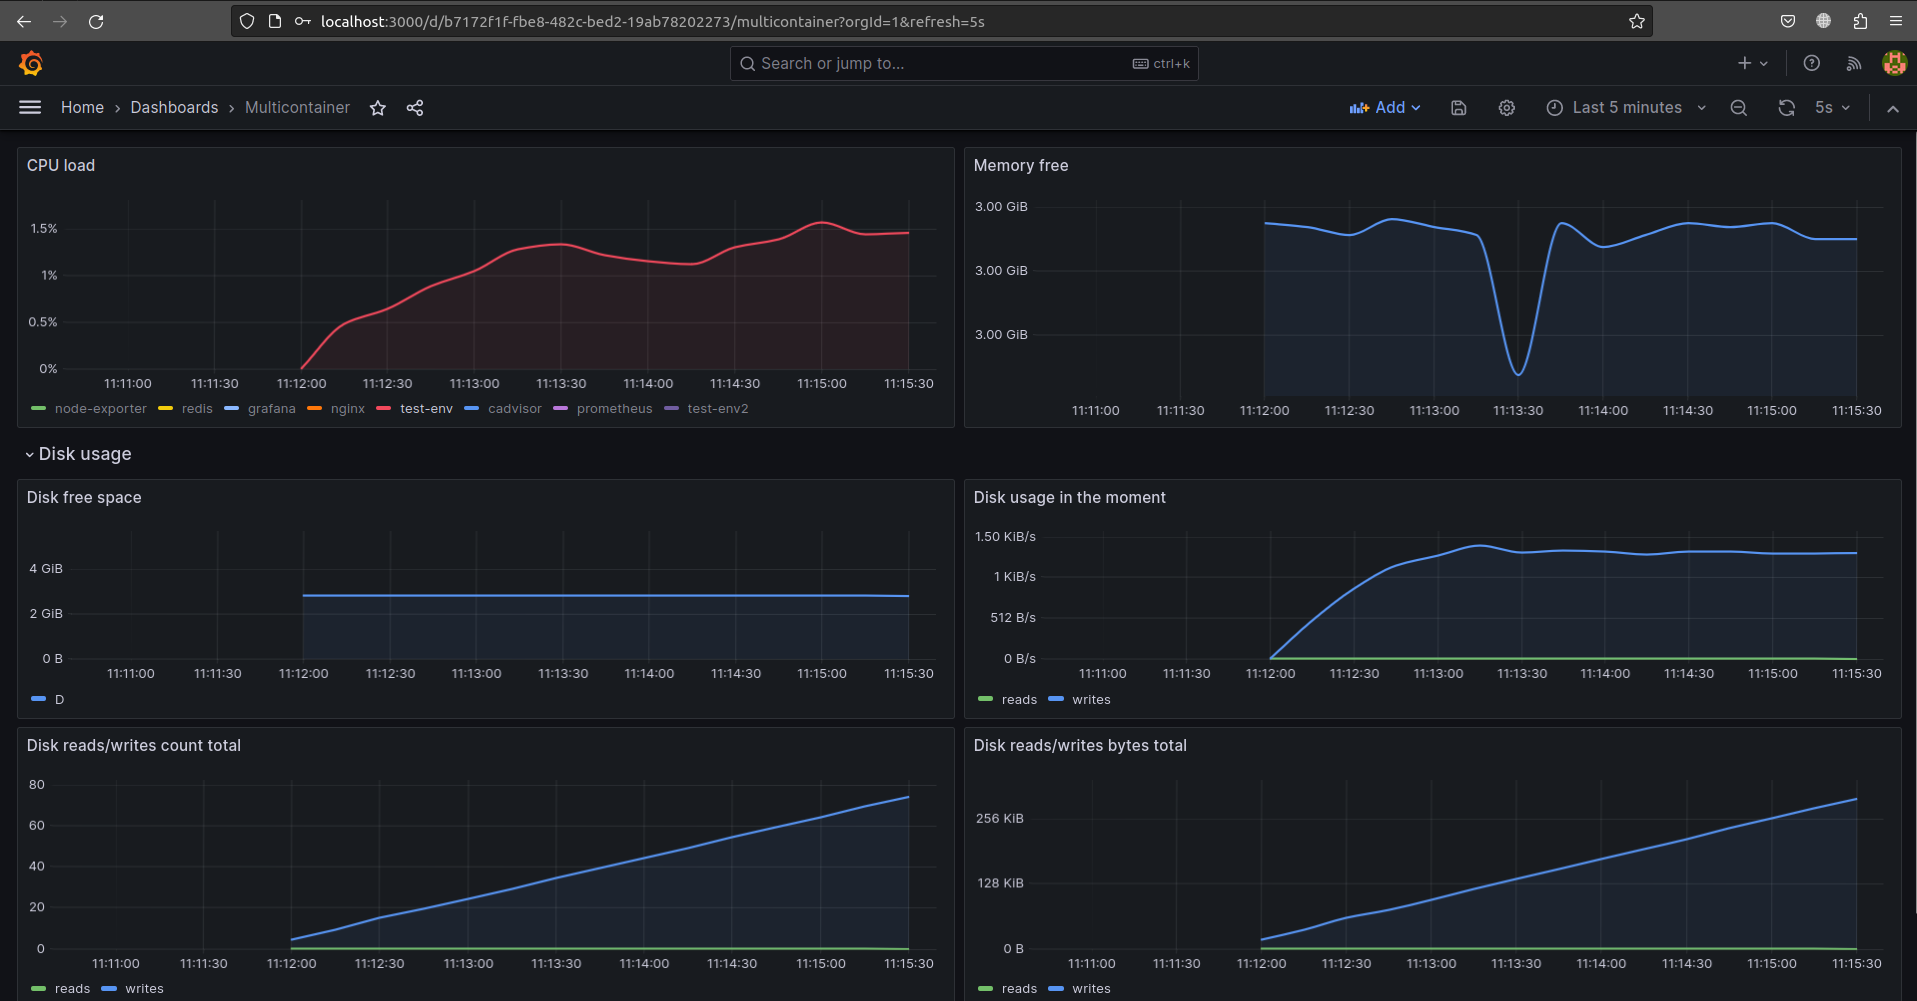 localhost:3000/d/b7172f1f-fbe8-482c-bed2-19ab78202273/multicontainer?orgId=1&refresh=5s
Search or jump to... ctrl+k
Home › Dashboards › Multicontainer Add Last 5 minutes 5s
CPU load
1.5%
1%
0.5%
0%
11:11:00 11:11:30 11:12:00 11:12:30 11:13:00 11:13:30 11:14:00 11:14:30 11:15:00 11:15:30
node-exporter redis grafana nginx test-env cadvisor prometheus test-env2
Memory free
3.00 GiB
3.00 GiB
3.00 GiB
11:11:00 11:11:30 11:12:00 11:12:30 11:13:00 11:13:30 11:14:00 11:14:30 11:15:00 11:15:30
Disk usage
Disk free space
4 GiB
2 GiB
0 B
11:11:00 11:11:30 11:12:00 11:12:30 11:13:00 11:13:30 11:14:00 11:14:30 11:15:00 11:15:30
D
Disk usage in the moment
1.50 KiB/s
1 KiB/s
512 B/s
0 B/s
11:11:00 11:11:30 11:12:00 11:12:30 11:13:00 11:13:30 11:14:00 11:14:30 11:15:00 11:15:30
reads writes
Disk reads/writes count total
80
60
40
20
0
11:11:00 11:11:30 11:12:00 11:12:30 11:13:00 11:13:30 11:14:00 11:14:30 11:15:00 11:15:30
reads writes
Disk reads/writes bytes total
256 KiB
128 KiB
0 B
11:11:00 11:11:30 11:12:00 11:12:30 11:13:00 11:13:30 11:14:00 11:14:30 11:15:00 11:15:30
reads writes